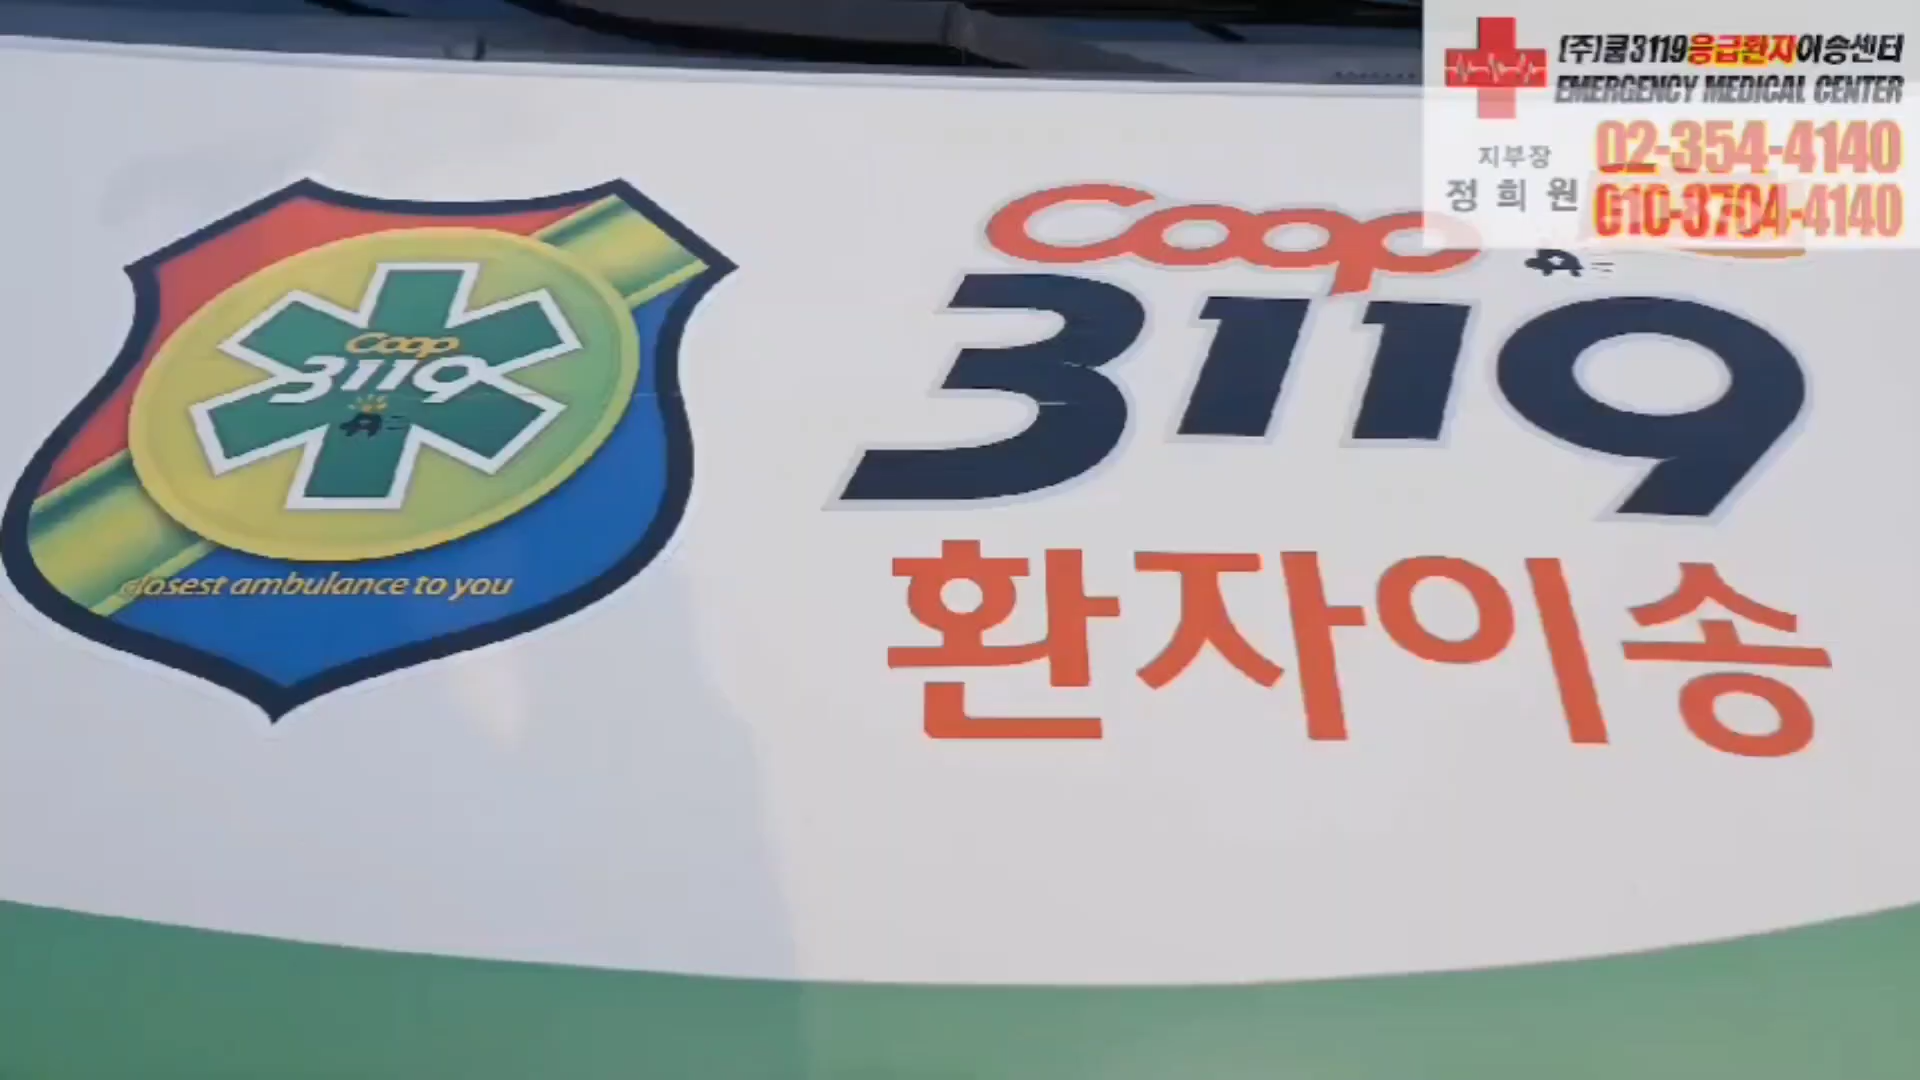 (주)쿱3119응급환자이송센터
EMERGENCY MEDICAL CENTER
지부장
정 희 원
02-354-4140
010-3704-4140
Coop
3119
환자이송
Coop
3119
closest ambulance to you